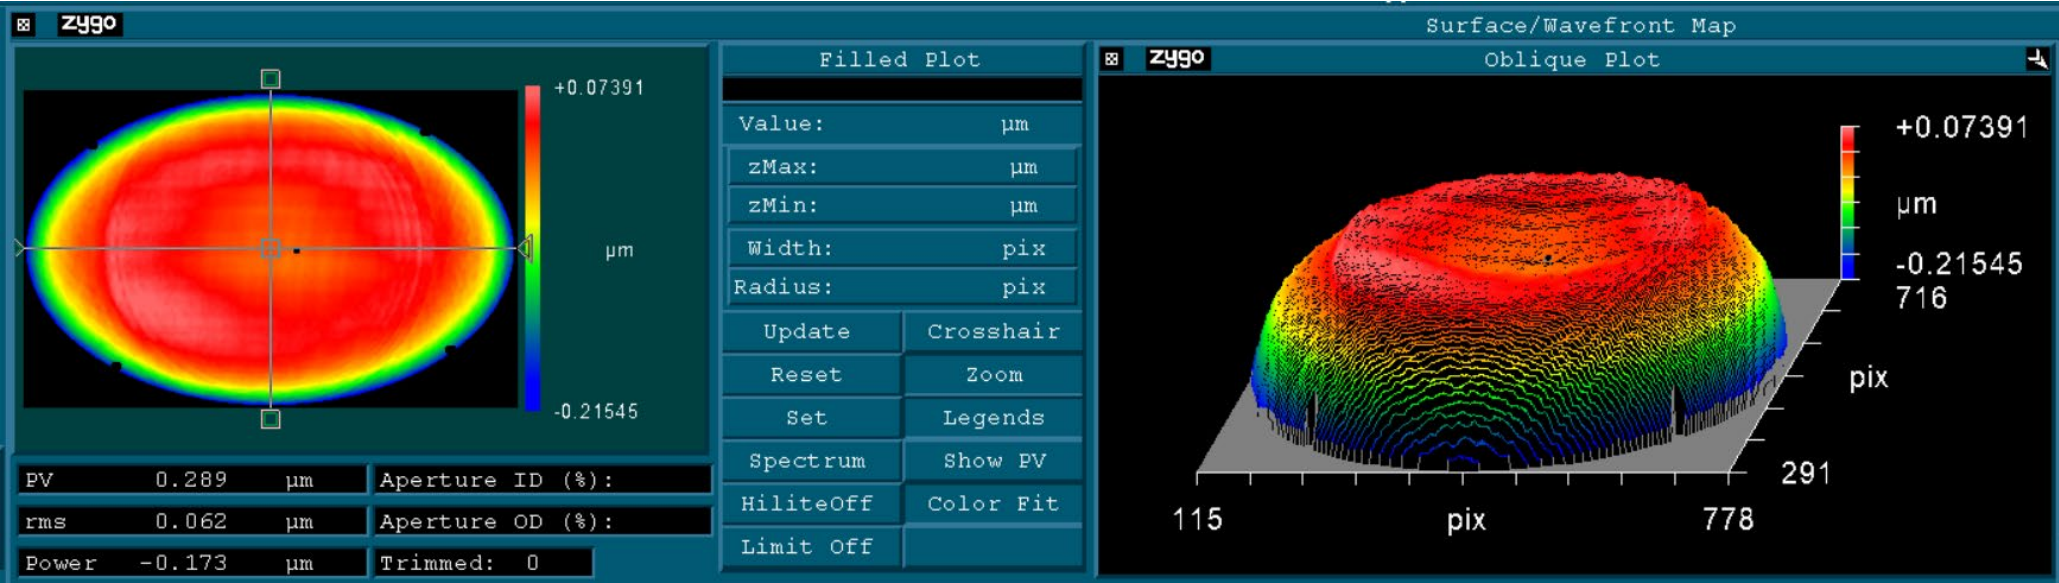 zygo
Surface/Wavefront Map
+0.07391
µm
-0.21545
PV 0.289 µm
rms 0.062 µm
Power -0.173 µm
Aperture ID (%):
Aperture OD (%):
Trimmed: 0
Filled Plot
Value: µm
zMax: µm
zMin: µm
Width: pix
Radius: pix
Update Crosshair
Reset Zoom
Set Legends
Spectrum Show PV
HiliteOff Color Fit
Limit Off
zygo Oblique Plot
+0.07391
µm
-0.21545
716
pix
291
115 pix 778